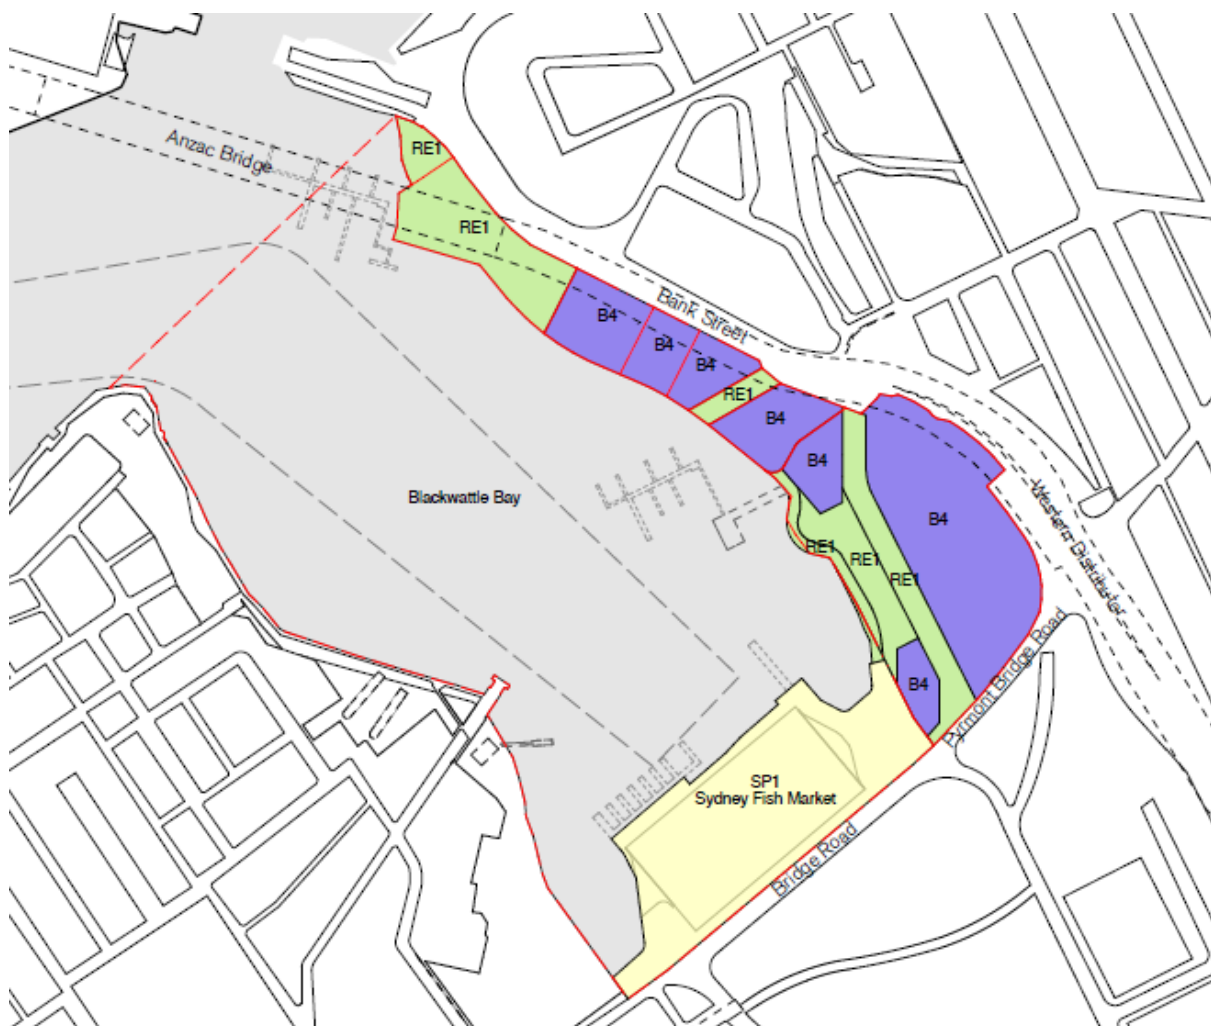 Anzac Bridge
RE1
RE1
Bank Street
B4
B4
B4
RE1
B4
B4
Blackwattle Bay
B4
Western Distributer
RE1
RE1
RE1
B4
Pyrmont Bridge Road
SP1
Sydney Fish Market
Bridge Road